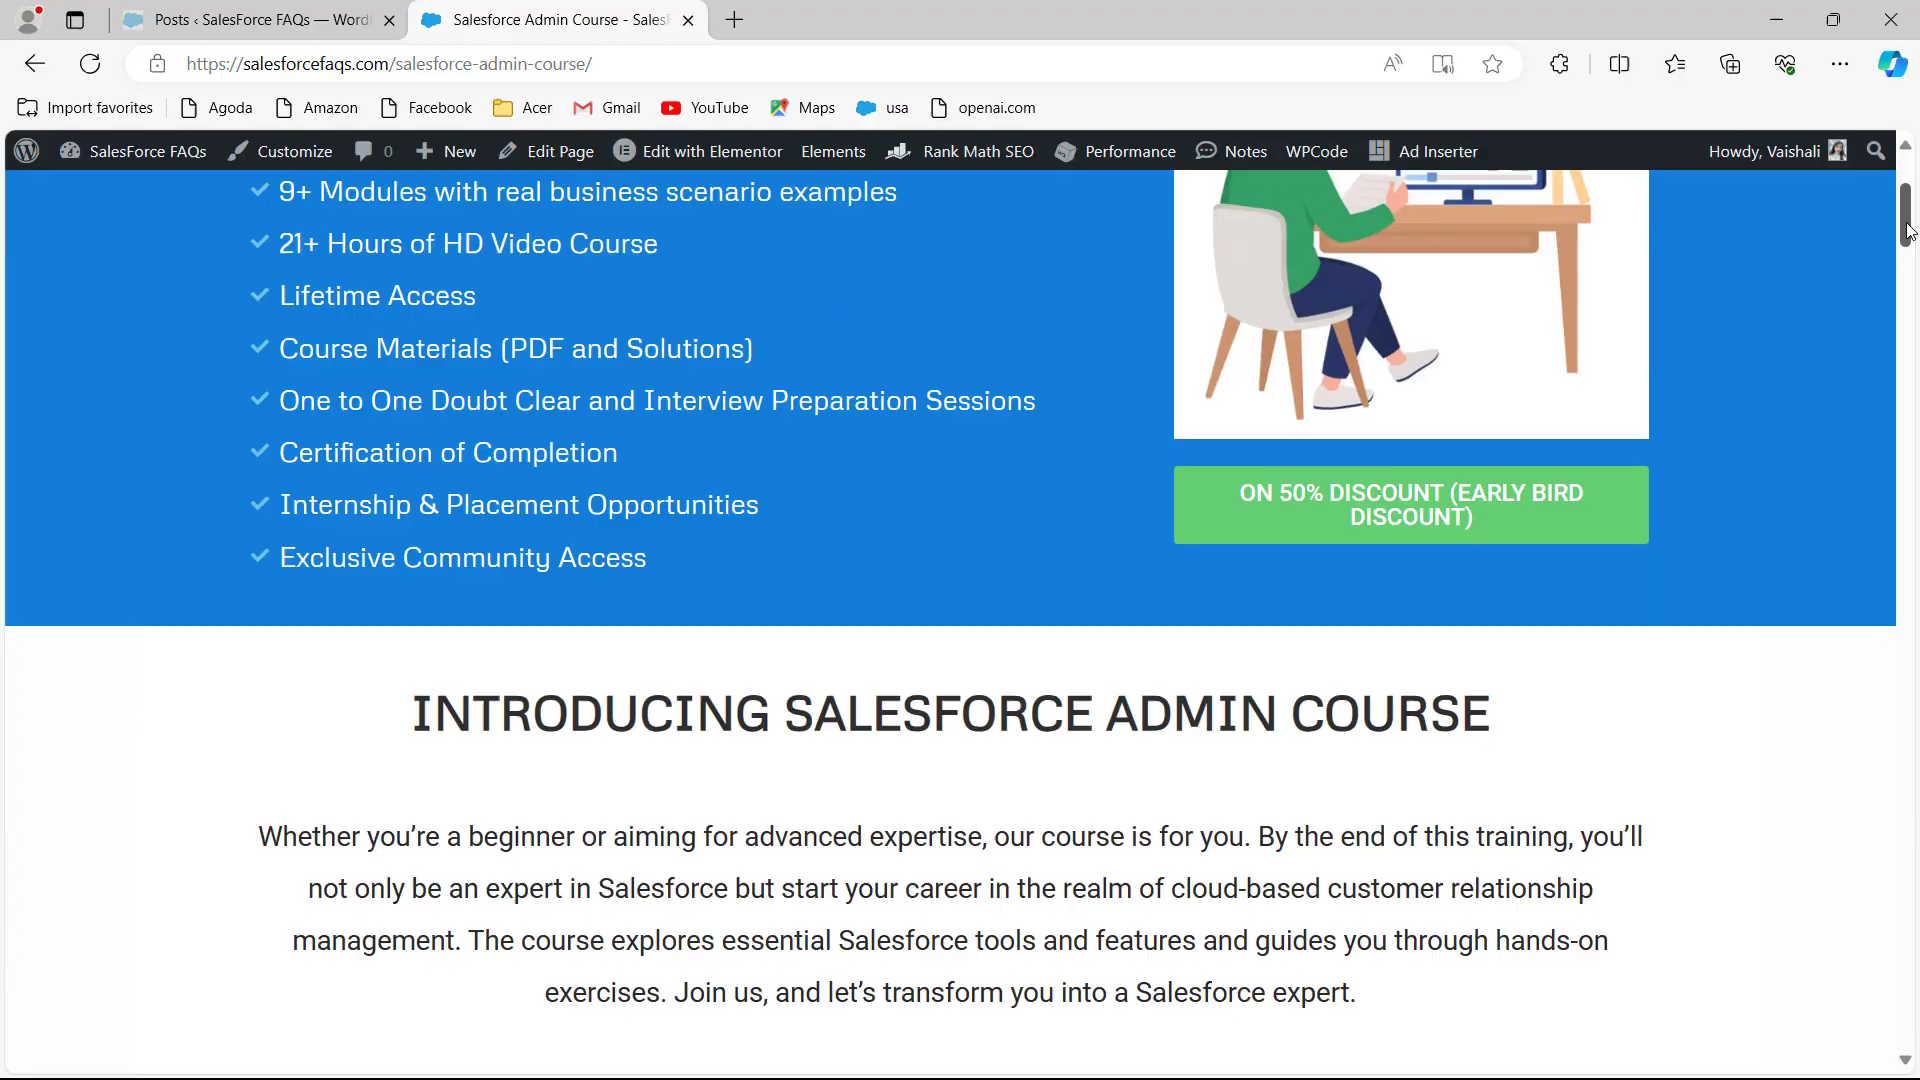 Posts ‹ SalesForce FAQs — Word
Salesforce Admin Course - Sales
https://salesforcefaqs.com/salesforce-admin-course/
Import favorites
Agoda
Amazon
Facebook
Acer
Gmail
YouTube
Maps
usa
openai.com
SalesForce FAQs
Customize
0
New
Edit Page
Edit with Elementor
Elements
Rank Math SEO
Performance
Notes
WPCode
Ad Inserter
Howdy, Vaishali
9+ Modules with real business scenario examples
21+ Hours of HD Video Course
Lifetime Access
Course Materials (PDF and Solutions)
One to One Doubt Clear and Interview Preparation Sessions
Certification of Completion
Internship & Placement Opportunities
Exclusive Community Access
ON 50% DISCOUNT (EARLY BIRD
DISCOUNT)
INTRODUCING SALESFORCE ADMIN COURSE
Whether you’re a beginner or aiming for advanced expertise, our course is for you. By the end of this training, you’ll
not only be an expert in Salesforce but start your career in the realm of cloud-based customer relationship
management. The course explores essential Salesforce tools and features and guides you through hands-on
exercises. Join us, and let’s transform you into a Salesforce expert.